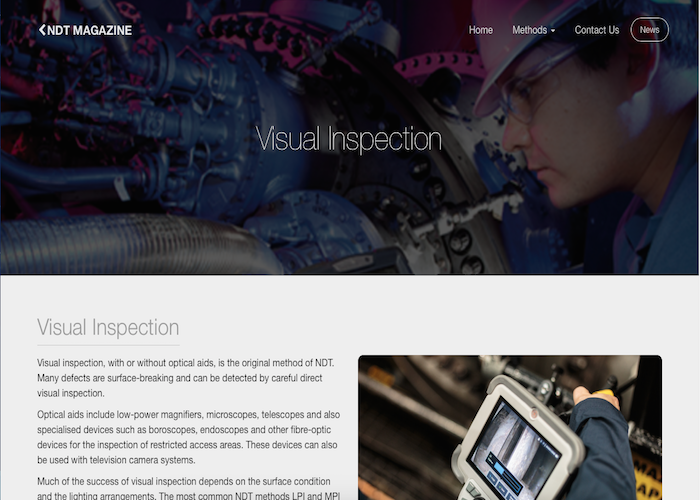 NDT MAGAZINE
Home
Methods
Contact Us
News
Visual Inspection
Visual Inspection
Visual inspection, with or without optical aids, is the original method of NDT.
Many defects are surface-breaking and can be detected by careful direct
visual inspection.
Optical aids include low-power magnifiers, microscopes, telescopes and also
specialised devices such as boroscopes, endoscopes and other fibre-optic
devices for the inspection of restricted access areas. These devices can also
be used with television camera systems.
Much of the success of visual inspection depends on the surface condition
and the lighting arrangements. The most common NDT methods LPI and MPI